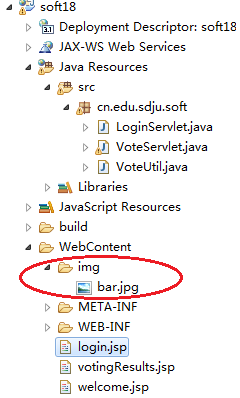 soft18
Deployment Descriptor: soft18
JAX-WS Web Services
Java Resources
src
cn.edu.sdju.soft
LoginServlet.java
VoteServlet.java
VoteUtil.java
Libraries
JavaScript Resources
build
WebContent
img
bar.jpg
META-INF
WEB-INF
login.jsp
votingResults.jsp
welcome.jsp